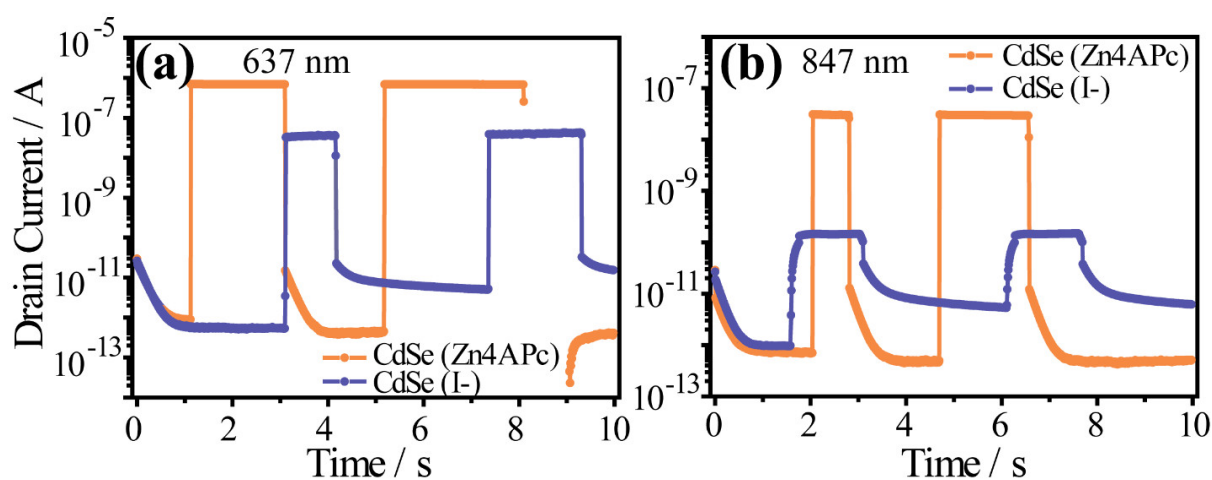 (a) 637 nm
10^-5
10^-7
10^-9
10^-11
10^-13
Drain Current / A
CdSe (Zn4APc)
CdSe (I-)
0 2 4 6 8 10
Time / s
(b) 847 nm
CdSe (Zn4APc)
CdSe (I-)
10^-7
10^-9
10^-11
10^-13
0 2 4 6 8 10
Time / s